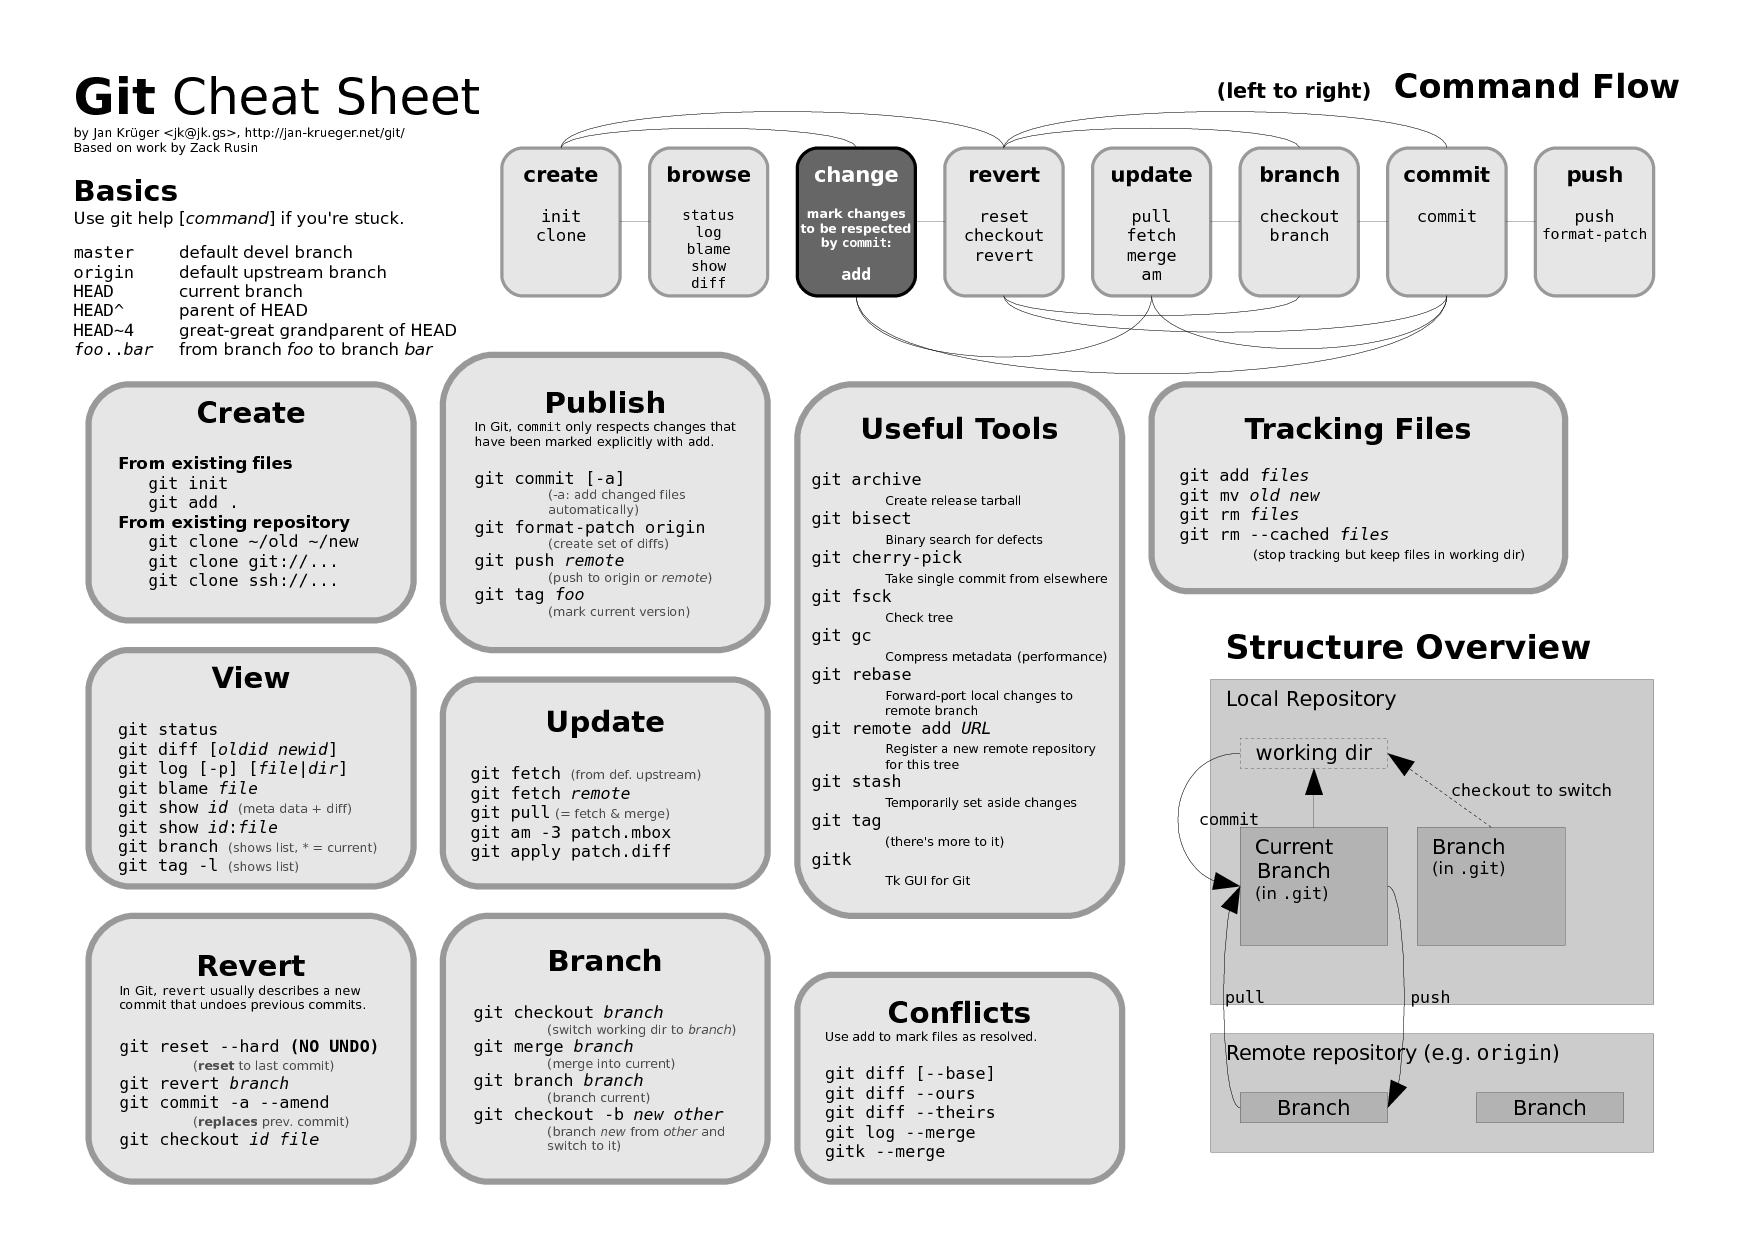 Git Cheat Sheet
by Jan Krüger <jk@jk.gs>, http://jan-krueger.net/git/
Based on work by Zack Rusin
Basics
Use git help [command] if you're stuck.
master default devel branch
origin default upstream branch
HEAD current branch
HEAD^ parent of HEAD
HEAD~4 great-great grandparent of HEAD
foo..bar from branch foo to branch bar
(left to right) Command Flow
create
init
clone
browse
status
log
blame
show
diff
change
mark changes
to be respected
by commit:
add
revert
reset
checkout
revert
update
pull
fetch
merge
am
branch
checkout
branch
commit
commit
push
push
format-patch
Create
From existing files
git init
git add .
From existing repository
git clone ~/old ~/new
git clone git://...
git clone ssh://...
View
git status
git diff [oldid newid]
git log [-p] [file|dir]
git blame file
git show id (meta data + diff)
git show id:file
git branch (shows list, * = current)
git tag -l (shows list)
Revert
In Git, revert usually describes a new
commit that undoes previous commits.
git reset --hard (NO UNDO)
(reset to last commit)
git revert branch
git commit -a --amend
(replaces prev. commit)
git checkout id file
Publish
In Git, commit only respects changes that
have been marked explicitly with add.
git commit [-a]
(-a: add changed files
automatically)
git format-patch origin
(create set of diffs)
git push remote
(push to origin or remote)
git tag foo
(mark current version)
Update
git fetch (from def. upstream)
git fetch remote
git pull (= fetch & merge)
git am -3 patch.mbox
git apply patch.diff
Branch
git checkout branch
(switch working dir to branch)
git merge branch
(merge into current)
git branch branch
(branch current)
git checkout -b new other
(branch new from other and
switch to it)
Useful Tools
git archive
Create release tarball
git bisect
Binary search for defects
git cherry-pick
Take single commit from elsewhere
git fsck
Check tree
git gc
Compress metadata (performance)
git rebase
Forward-port local changes to
remote branch
git remote add URL
Register a new remote repository
for this tree
git stash
Temporarily set aside changes
git tag
(there's more to it)
gitk
Tk GUI for Git
Conflicts
Use add to mark files as resolved.
git diff [--base]
git diff --ours
git diff --theirs
git log --merge
gitk --merge
Tracking Files
git add files
git mv old new
git rm files
git rm --cached files
(stop tracking but keep files in working dir)
Structure Overview
Local Repository
working dir
checkout to switch
commit
Current
Branch
(in .git)
Branch
(in .git)
pull
push
Remote repository (e.g. origin)
Branch
Branch